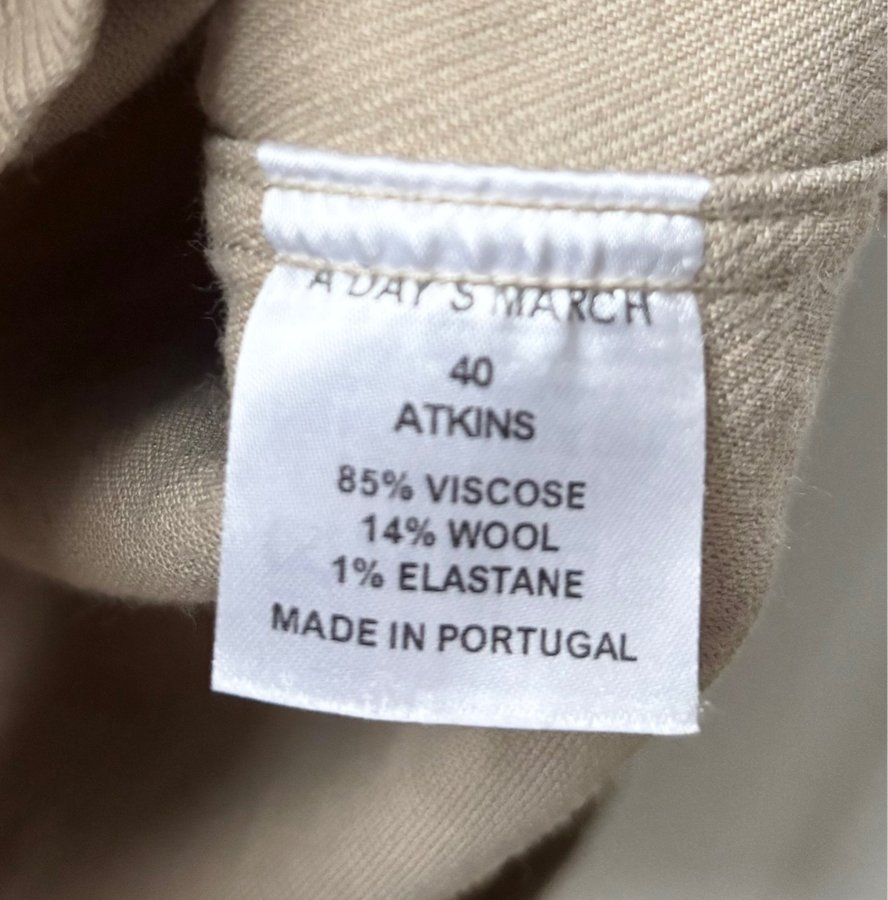 A DAY'S MARCH
40
ATKINS
85% VISCOSE
14% WOOL
1% ELASTANE
MADE IN PORTUGAL